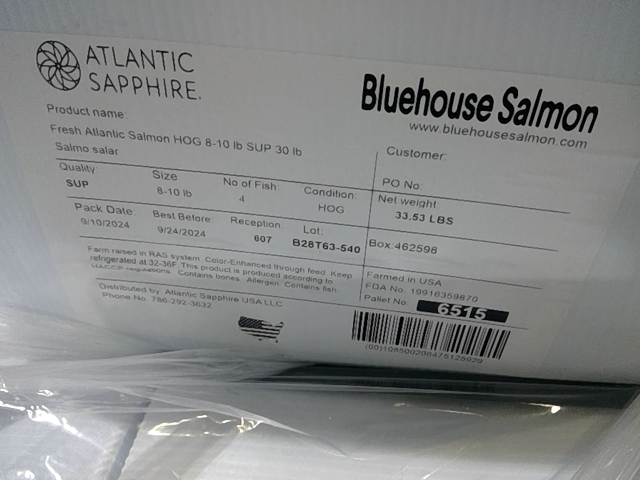 ATLANTIC
SAPPHIRE.
Bluehouse Salmon
www.bluehousesalmon.com
Product name:
Fresh Atlantic Salmon HOG 8-10 lb SUP 30 lb
Salmo salar
Customer:
PO No:
Quality:
SUP
Size
8-10 lb
No of Fish:
4
Condition:
HOG
Net weight:
33.53 LBS
Pack Date:
9/10/2024
Best Before:
9/24/2024
Reception:
607
Lot:
B28T63-540
Box:462598
Farm raised in RAS system. Color-Enhanced through feed. Keep
refrigerated at 32-36F. This product is produced according to
HACCP regulations. Contains bones. Allergen: Contains fish.
Farmed in USA
FDA No. 19916359870
Pallet No. 6515
Distributed by: Atlantic Sapphire USA LLC
Phone No. 786-292-3632